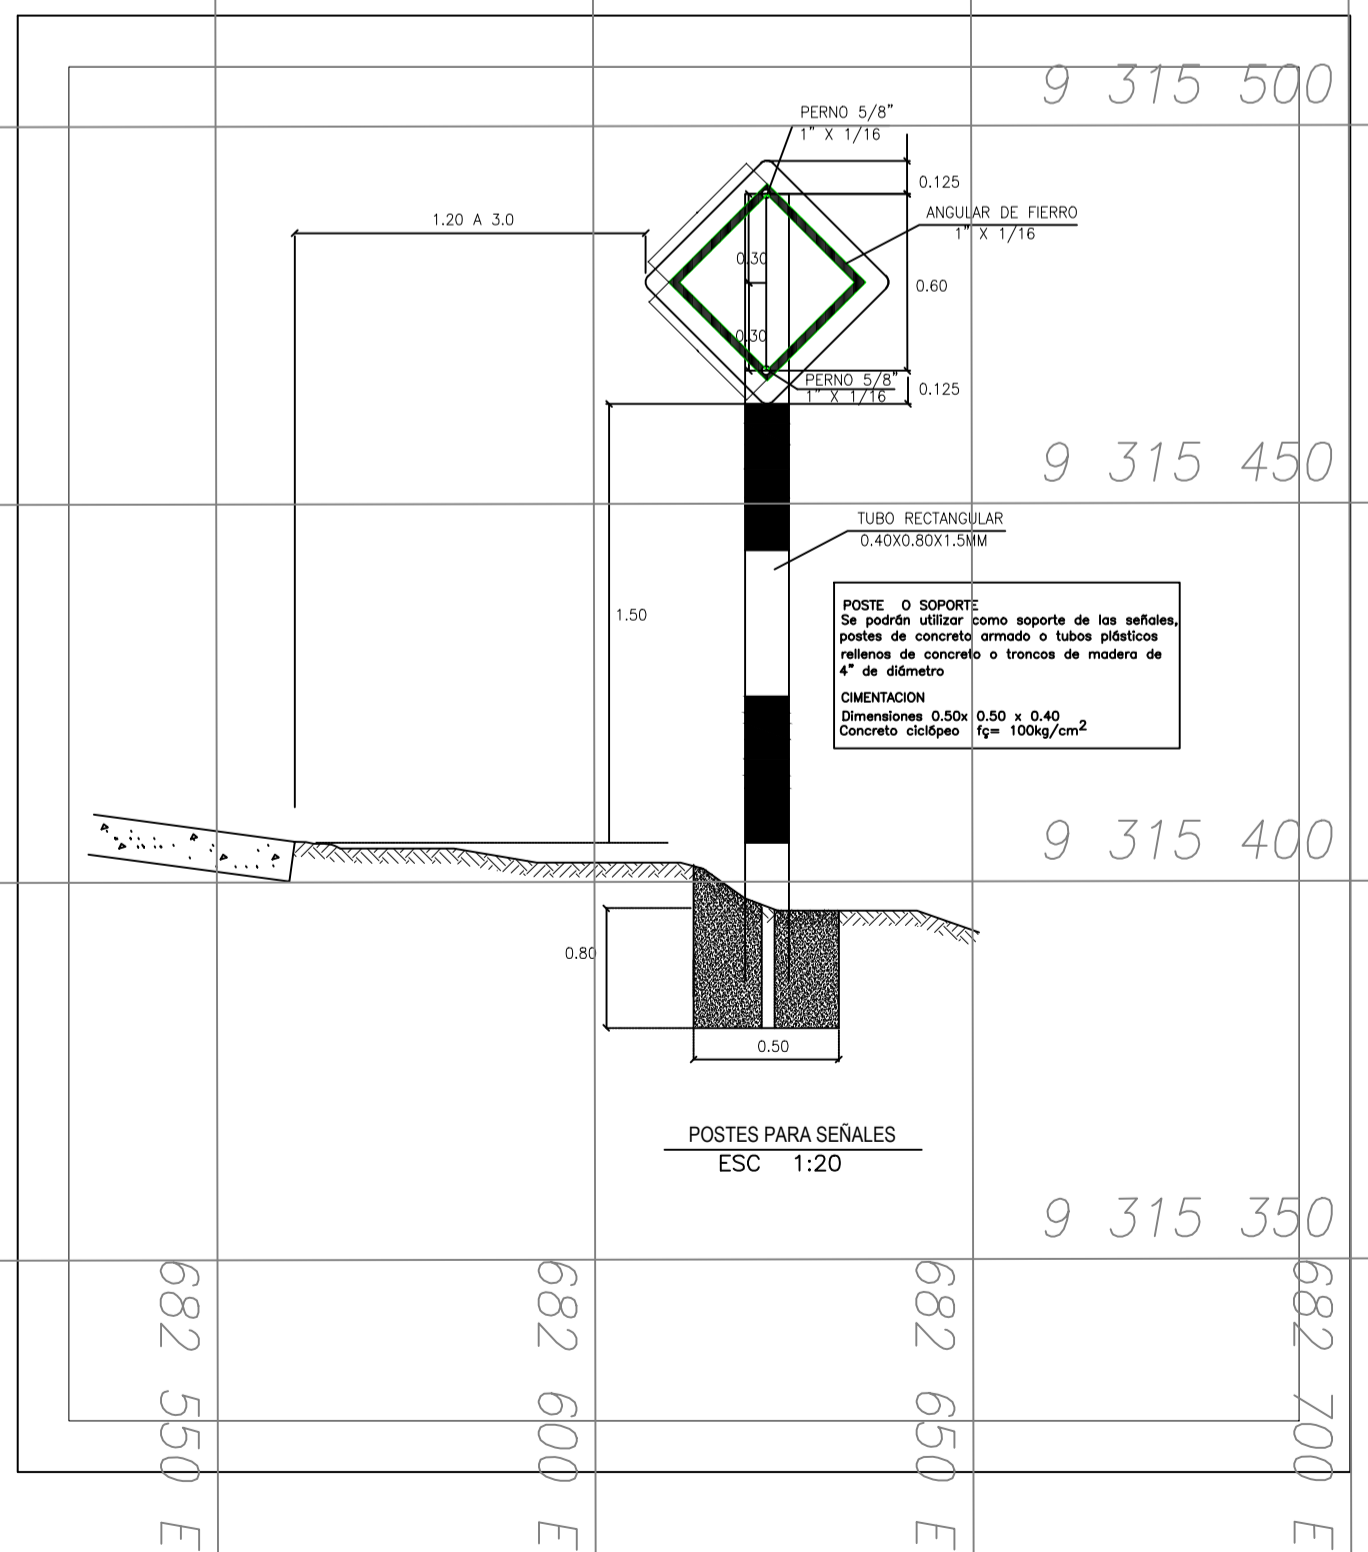 9 315 500
PERNO 5/8"
1" X 1/16
0.125
ANGULAR DE FIERRO
1" X 1/16
1.20 A 3.0
0.30
0.60
0.30
PERNO 5/8"
1" X 1/16
0.125
9 315 450
TUBO RECTANGULAR
0.40X0.80X1.5MM
1.50
POSTE O SOPORTE
Se podrán utilizar como soporte de las señales,
postes de concreto armado o tubos plásticos
rellenos de concreto o troncos de madera de
4" de diámetro
CIMENTACION
Dimensiones 0.50x 0.50 x 0.40
Concreto ciclópeo fç= 100kg/cm2
9 315 400
0.80
0.50
POSTES PARA SEÑALES
ESC 1:20
9 315 350
682 550 E
682 600 E
682 650 E
682 700 E